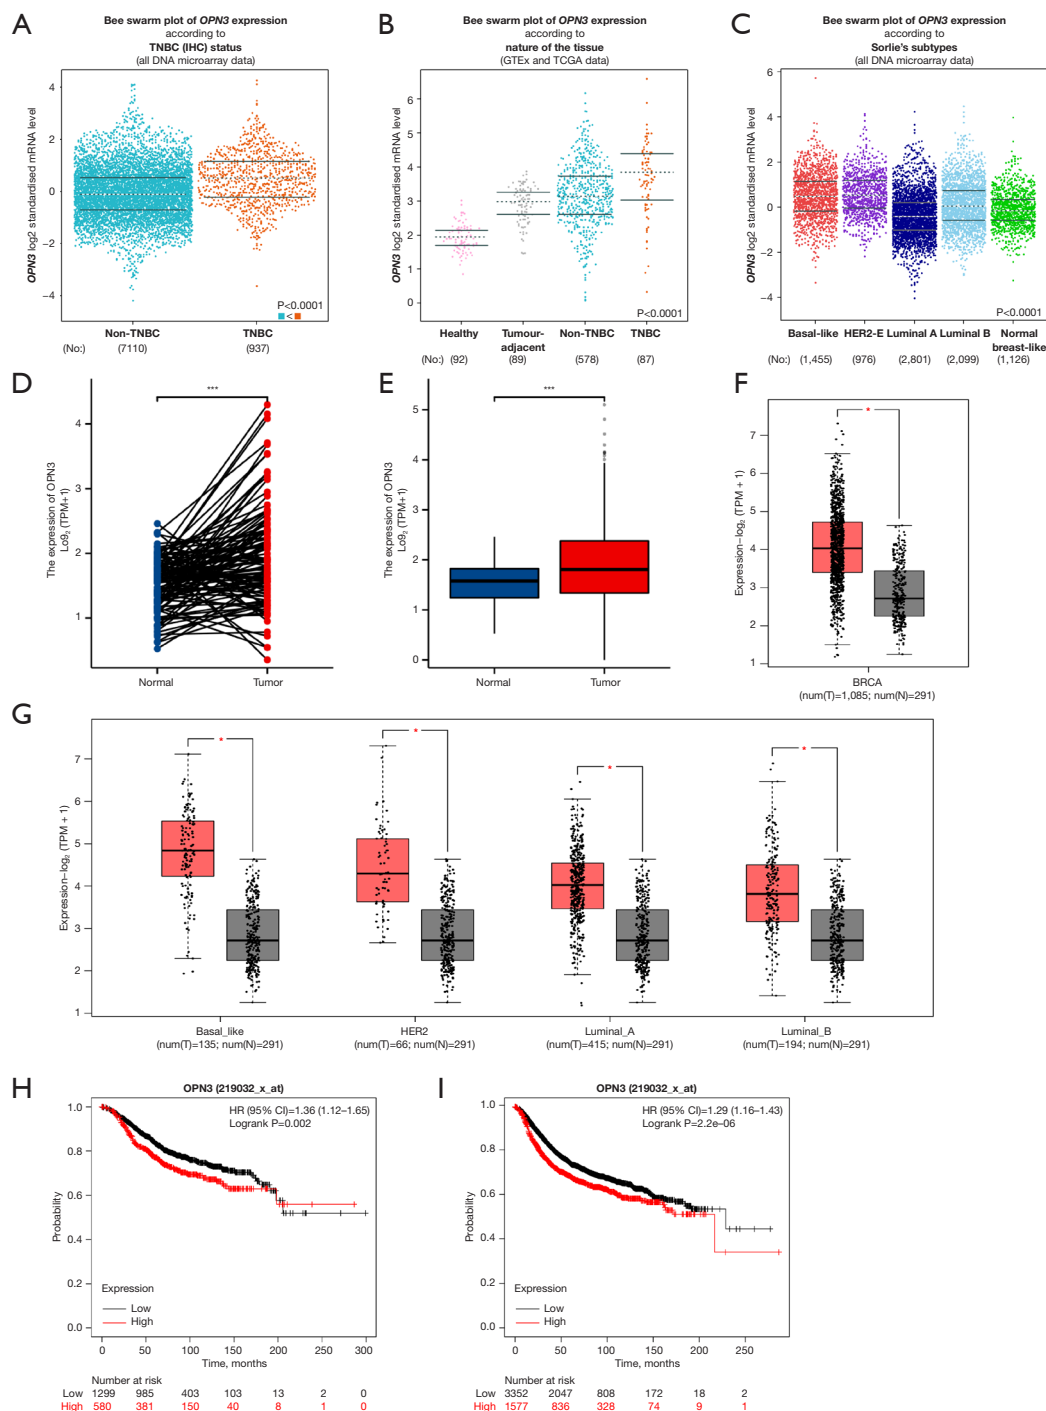 A
Bee swarm plot of OPN3 expression
according to
TNBC (IHC) status
(all DNA microarray data)
OPN3 log2 standardised mRNA level
4
2
0
−2
−4
P<0.0001
<
Non-TNBC
TNBC
(No:)
(7110)
(937)
B
Bee swarm plot of OPN3 expression
according to
nature of the tissue
(GTEx and TCGA data)
OPN3 log2 standardised mRNA level
6
5
4
3
2
1
0
P<0.0001
Healthy
Tumour-
adjacent
Non-TNBC
TNBC
(No:)
(92)
(89)
(578)
(87)
C
Bee swarm plot of OPN3 expression
according to
Sorlie's subtypes
(all DNA microarray data)
OPN3 log2 standardised mRNA level
6
4
2
0
−2
−4
P<0.0001
Basal-like
HER2-E
Luminal A
Luminal B
Normal
breast-like
(No:)
(1,455)
(976)
(2,801)
(2,099)
(1,126)
D
***
The expression of OPN3
Lo9₂ (TPM+1)
4
3
2
1
Normal
Tumor
E
***
The expression of OPN3
Lo9₂ (TPM+1)
5
4
3
2
1
0
Normal
Tumor
F
*
Expression−log₂ (TPM + 1)
7
6
5
4
3
2
1
BRCA
(num(T)=1,085; num(N)=291)
G
*
*
*
*
Expression−log₂ (TPM + 1)
7
6
5
4
3
2
1
Basal_like
(num(T)=135; num(N)=291)
HER2
(num(T)=66; num(N)=291)
Luminal_A
(num(T)=415; num(N)=291)
Luminal_B
(num(T)=194; num(N)=291)
H
OPN3 (219032_x_at)
HR (95% CI)=1.36 (1.12–1.65)
Logrank P=0.002
Probability
1.0
0.8
0.6
0.4
0.2
0.0
Expression
Low
High
0 50 100 150 200 250 300
Time, months
Number at risk
Low 1299 985 403 103 13 2 0
High 580 381 150 40 8 1 0
I
OPN3 (219032_x_at)
HR (95% CI)=1.29 (1.16–1.43)
Logrank P=2.2e–06
Probability
1.0
0.8
0.6
0.4
0.2
0.0
Expression
Low
High
0 50 100 150 200 250
Time, months
Number at risk
Low 3352 2047 808 172 18 2
High 1577 836 328 74 9 1